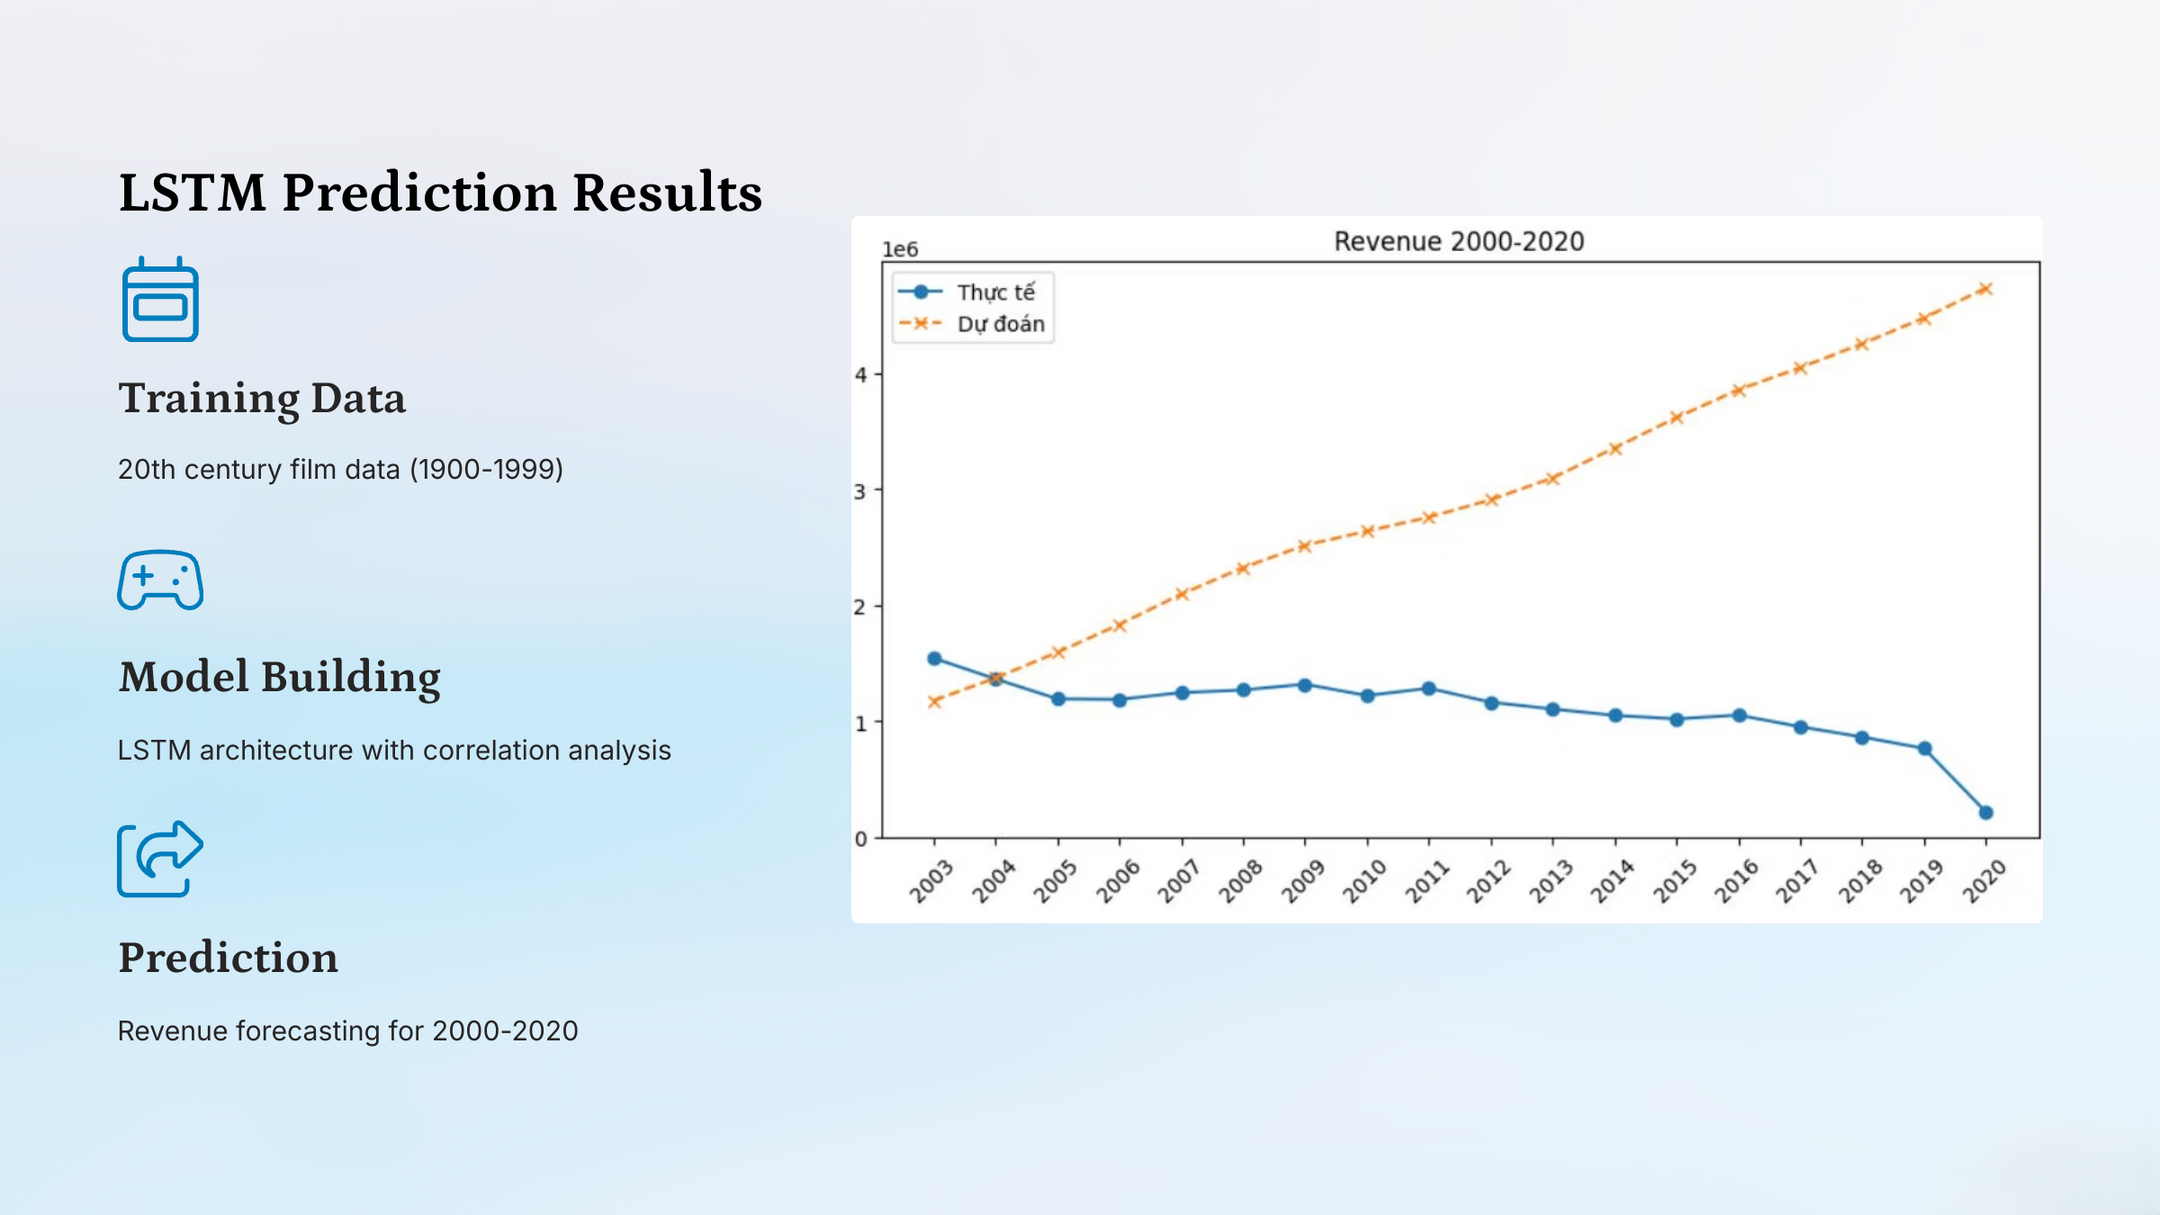 LSTM Prediction Results
Training Data
20th century film data (1900-1999)
Model Building
LSTM architecture with correlation analysis
Prediction
Revenue forecasting for 2000-2020
Revenue 2000-2020
1e6
Thực tế
Dự đoán
4
3
2
1
0
2003
2004
2005
2006
2007
2008
2009
2010
2011
2012
2013
2014
2015
2016
2017
2018
2019
2020